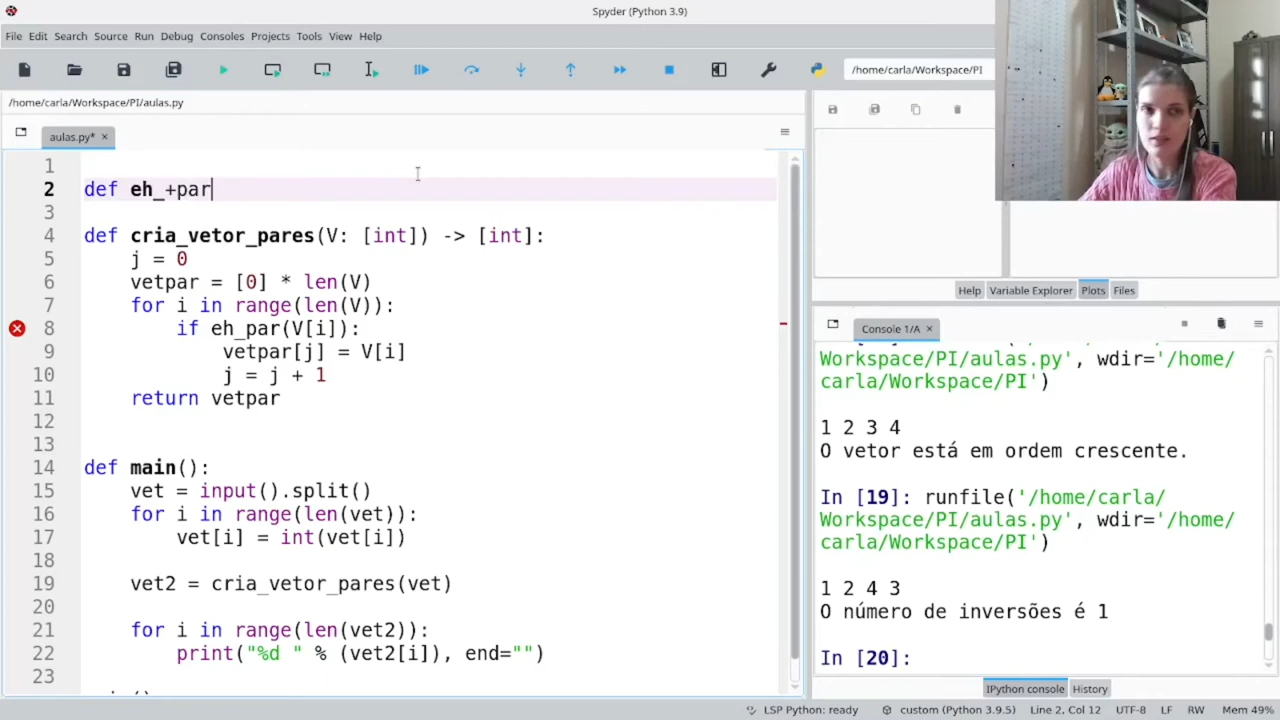 Spyder (Python 3.9)
File Edit Search Source Run Debug Consoles Projects Tools View Help
/home/carla/Workspace/PI
/home/carla/Workspace/PI/aulas.py
aulas.py*
1
2 def eh_+par
3
4 def cria_vetor_pares(V: [int]) -> [int]:
5 j = 0
6 vetpar = [0] * len(V)
7 for i in range(len(V)):
8 if eh_par(V[i]):
9 vetpar[j] = V[i]
10 j = j + 1
11 return vetpar
12
13
14 def main():
15 vet = input().split()
16 for i in range(len(vet)):
17 vet[i] = int(vet[i])
18
19 vet2 = cria_vetor_pares(vet)
20
21 for i in range(len(vet2)):
22 print("%d " % (vet2[i]), end="")
23
Help Variable Explorer Plots Files
Console 1/A
Workspace/PI/aulas.py', wdir='/home/
carla/Workspace/PI')
1 2 3 4
O vetor está em ordem crescente.
In [19]: runfile('/home/carla/
Workspace/PI/aulas.py', wdir='/home/
carla/Workspace/PI')
1 2 4 3
O número de inversões é 1
In [20]:
IPython console History
LSP Python: ready custom (Python 3.9.5) Line 2, Col 12 UTF-8 LF RW Mem 49%